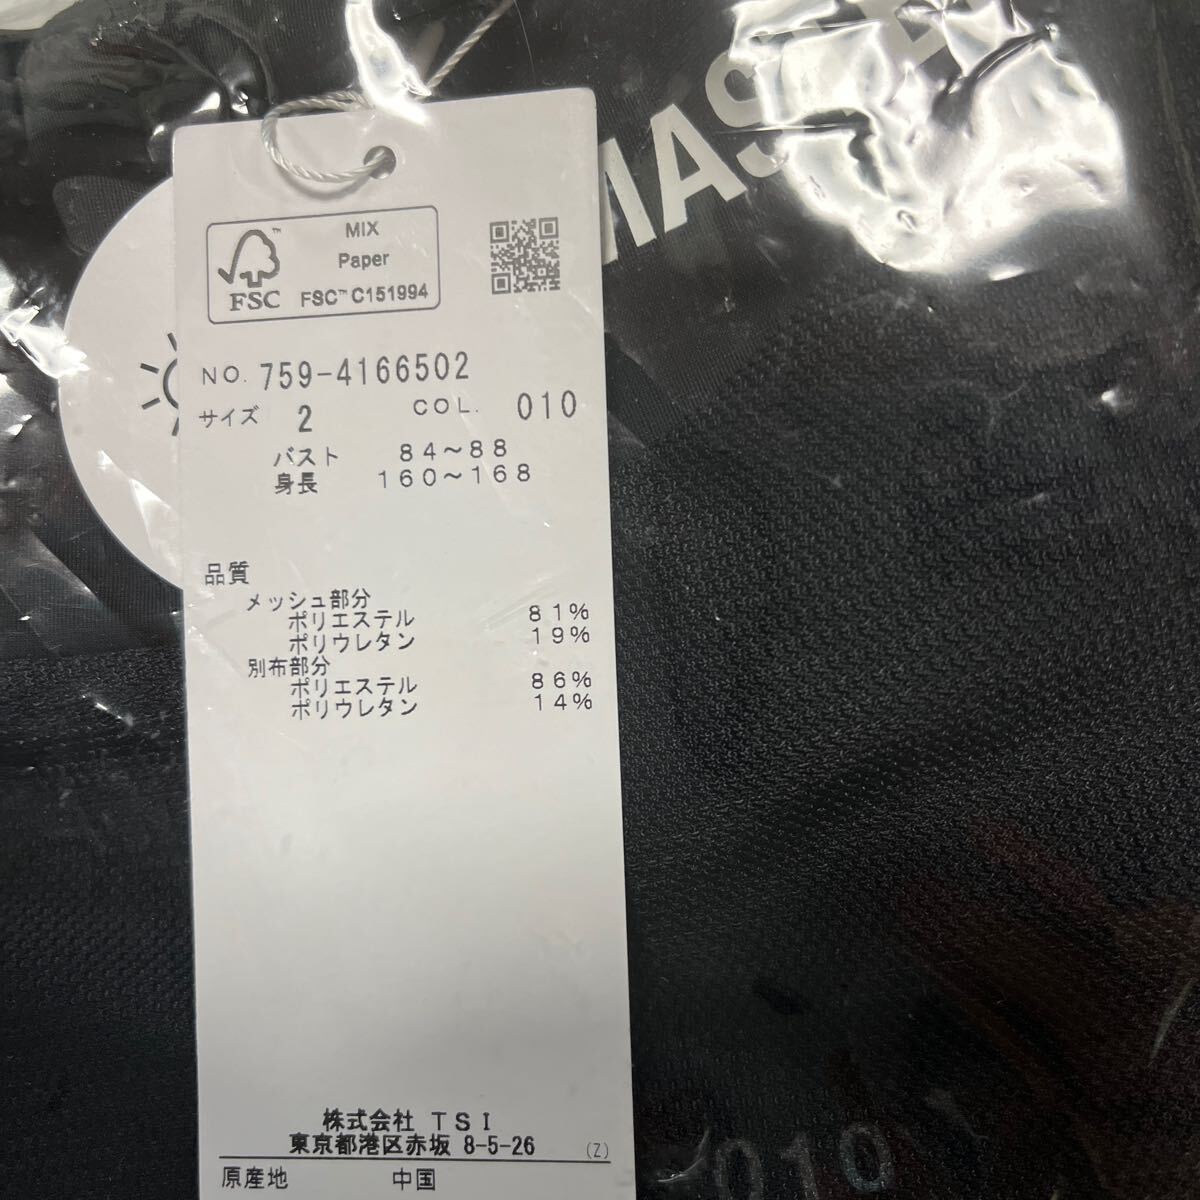 MIX
Paper
FSC
FSC™ C151994
NO. 759-4166502
サイズ 2 COL. 010
バスト 84～88
身長 160～168
品質
メッシュ部分
ポリエステル 81%
ポリウレタン 19%
別布部分
ポリエステル 86%
ポリウレタン 14%
株式会社 TSI
東京都港区赤坂 8-5-26 (Z)
原産地 中国
010